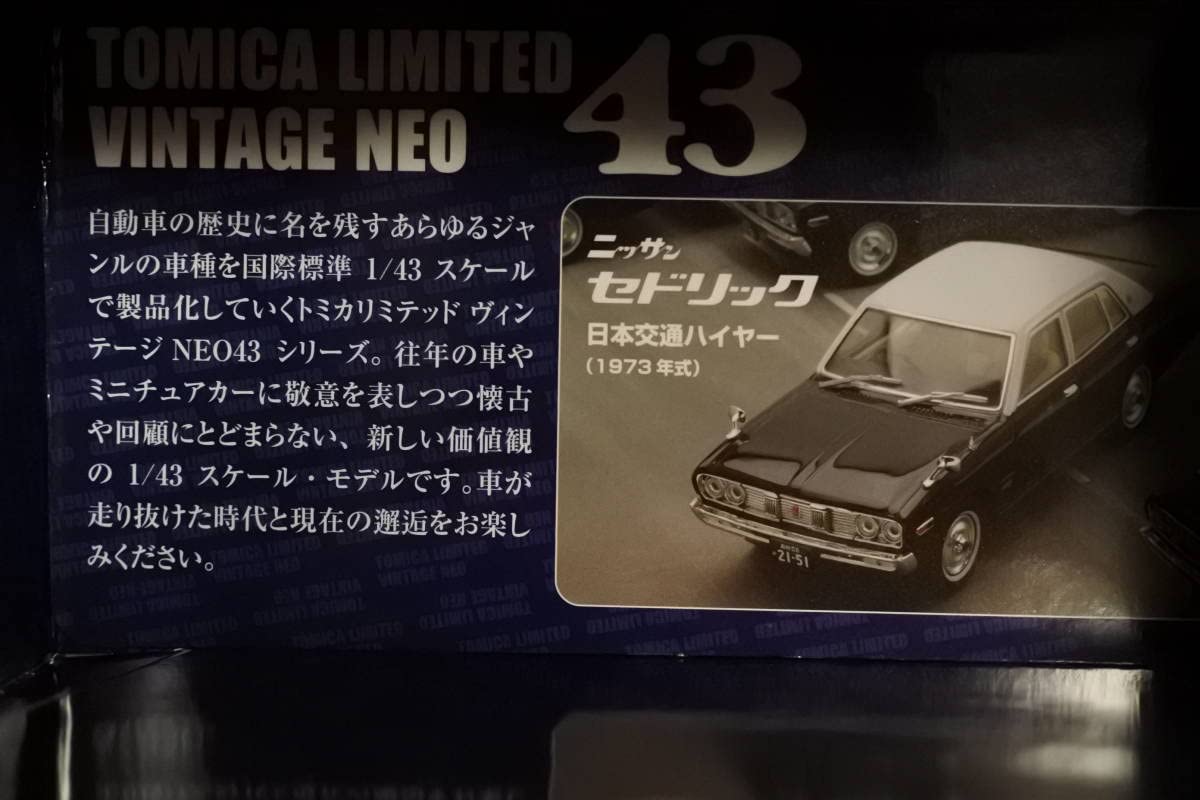 TOMICA LIMITED
VINTAGE NEO 43
自動車の歴史に名を残すあらゆるジャ
ンルの車種を国際標準 1/43 スケール
で製品化していくトミカリミテッド ヴィン
テージ NEO43 シリーズ。往年の車や
ミニチュアカーに敬意を表しつつ懐古
や回顧にとどまらない、新しい価値観
の 1/43 スケール・モデルです。車が
走り抜けた時代と現在の邂逅をお楽し
みください。
ニッサン
セドリック
日本交通ハイヤー
（1973 年式）
21-51